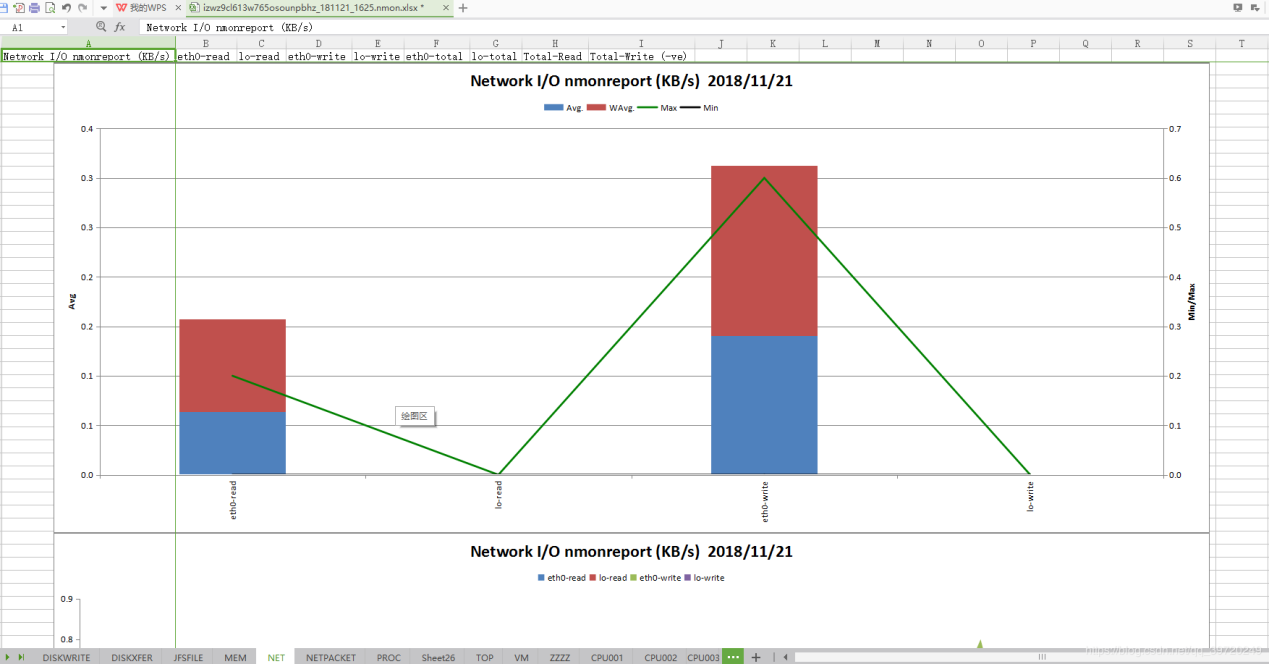 我的WPS
izwz9cl613w765osounpbhz_181121_1625.nmon.xlsx *
A1
fx
Network I/O nmonreport (KB/s)
A B C D E F G H I J K L M N O P Q R S T
Network I/O nmonreport (KB/s) eth0-read lo-read eth0-write lo-write eth0-total lo-total Total-Read Total-Write (-ve)
Network I/O nmonreport (KB/s) 2018/11/21
Avg. WAvg. Max Min
0.4 0.7
0.3 0.6
0.3 0.5
0.2 0.4
Avg
Min/Max
0.2 0.3
0.1 0.2
绘图区
0.1 0.1
0.0 0.0
eth0-read
lo-read
eth0-write
lo-write
Network I/O nmonreport (KB/s) 2018/11/21
eth0-read lo-read eth0-write lo-write
0.9
0.8
DISKWRITE DISKXFER JFSFILE MEM NET NETPACKET PROC Sheet26 TOP VM ZZZZ CPU001 CPU002 CPU003 ··· +